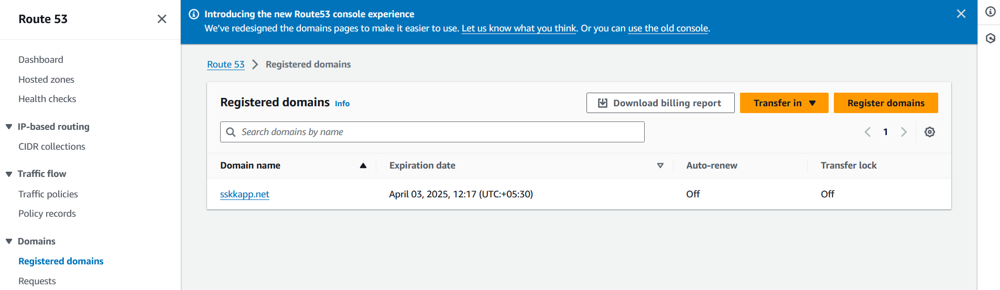 Route 53
Introducing the new Route53 console experience
We've redesigned the domains pages to make it easier to use. Let us know what you think. Or you can use the old console.
Dashboard
Hosted zones
Health checks
IP-based routing
CIDR collections
Traffic flow
Traffic policies
Policy records
Domains
Registered domains
Requests
Route 53 Registered domains
Registered domains Info
Download billing report
Transfer in
Register domains
Search domains by name
1
Domain name Expiration date Auto-renew Transfer lock
sskkapp.net April 03, 2025, 12:17 (UTC:+05:30) Off Off